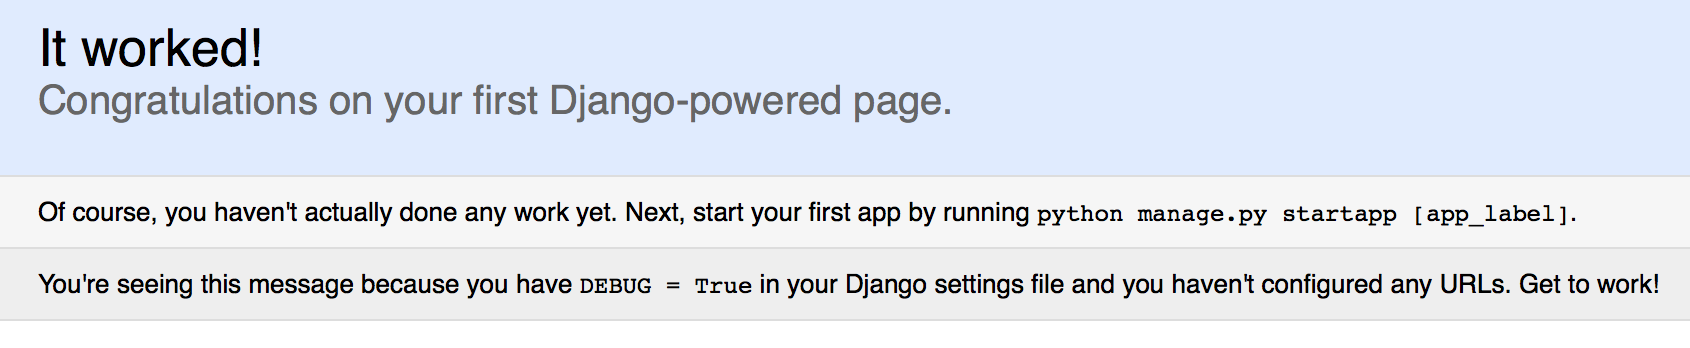 It worked!
Congratulations on your first Django-powered page.
Of course, you haven't actually done any work yet. Next, start your first app by running python manage.py startapp [app_label].
You're seeing this message because you have DEBUG = True in your Django settings file and you haven't configured any URLs. Get to work!